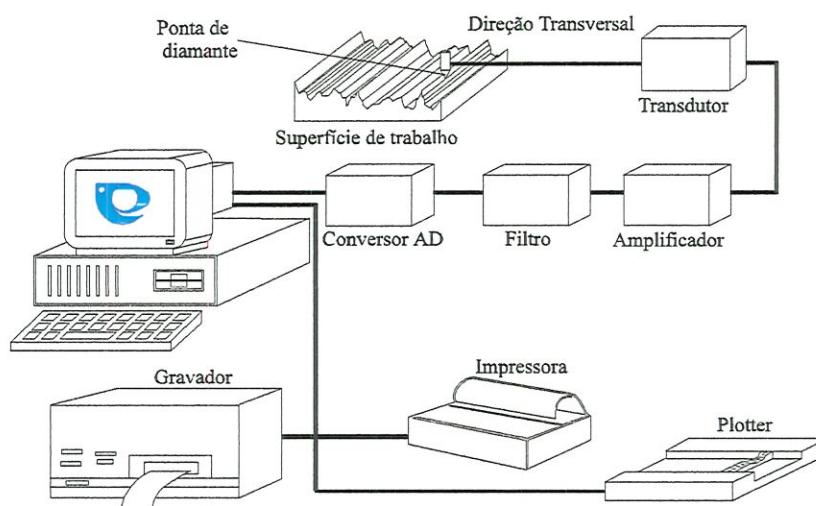 Ponta de
diamante
Direção Transversal
Transdutor
Superfície de trabalho
Conversor AD
Filtro
Amplificador
Gravador
Impressora
Plotter